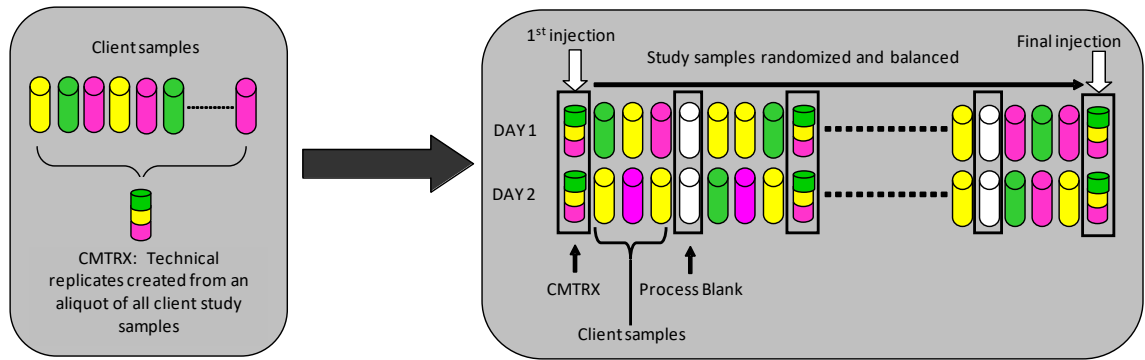 Client samples
CMTRX: Technical
replicates created from an
aliquot of all client study
samples
1st injection
Study samples randomized and balanced
Final injection
DAY 1
DAY 2
CMTRX
Process Blank
Client samples